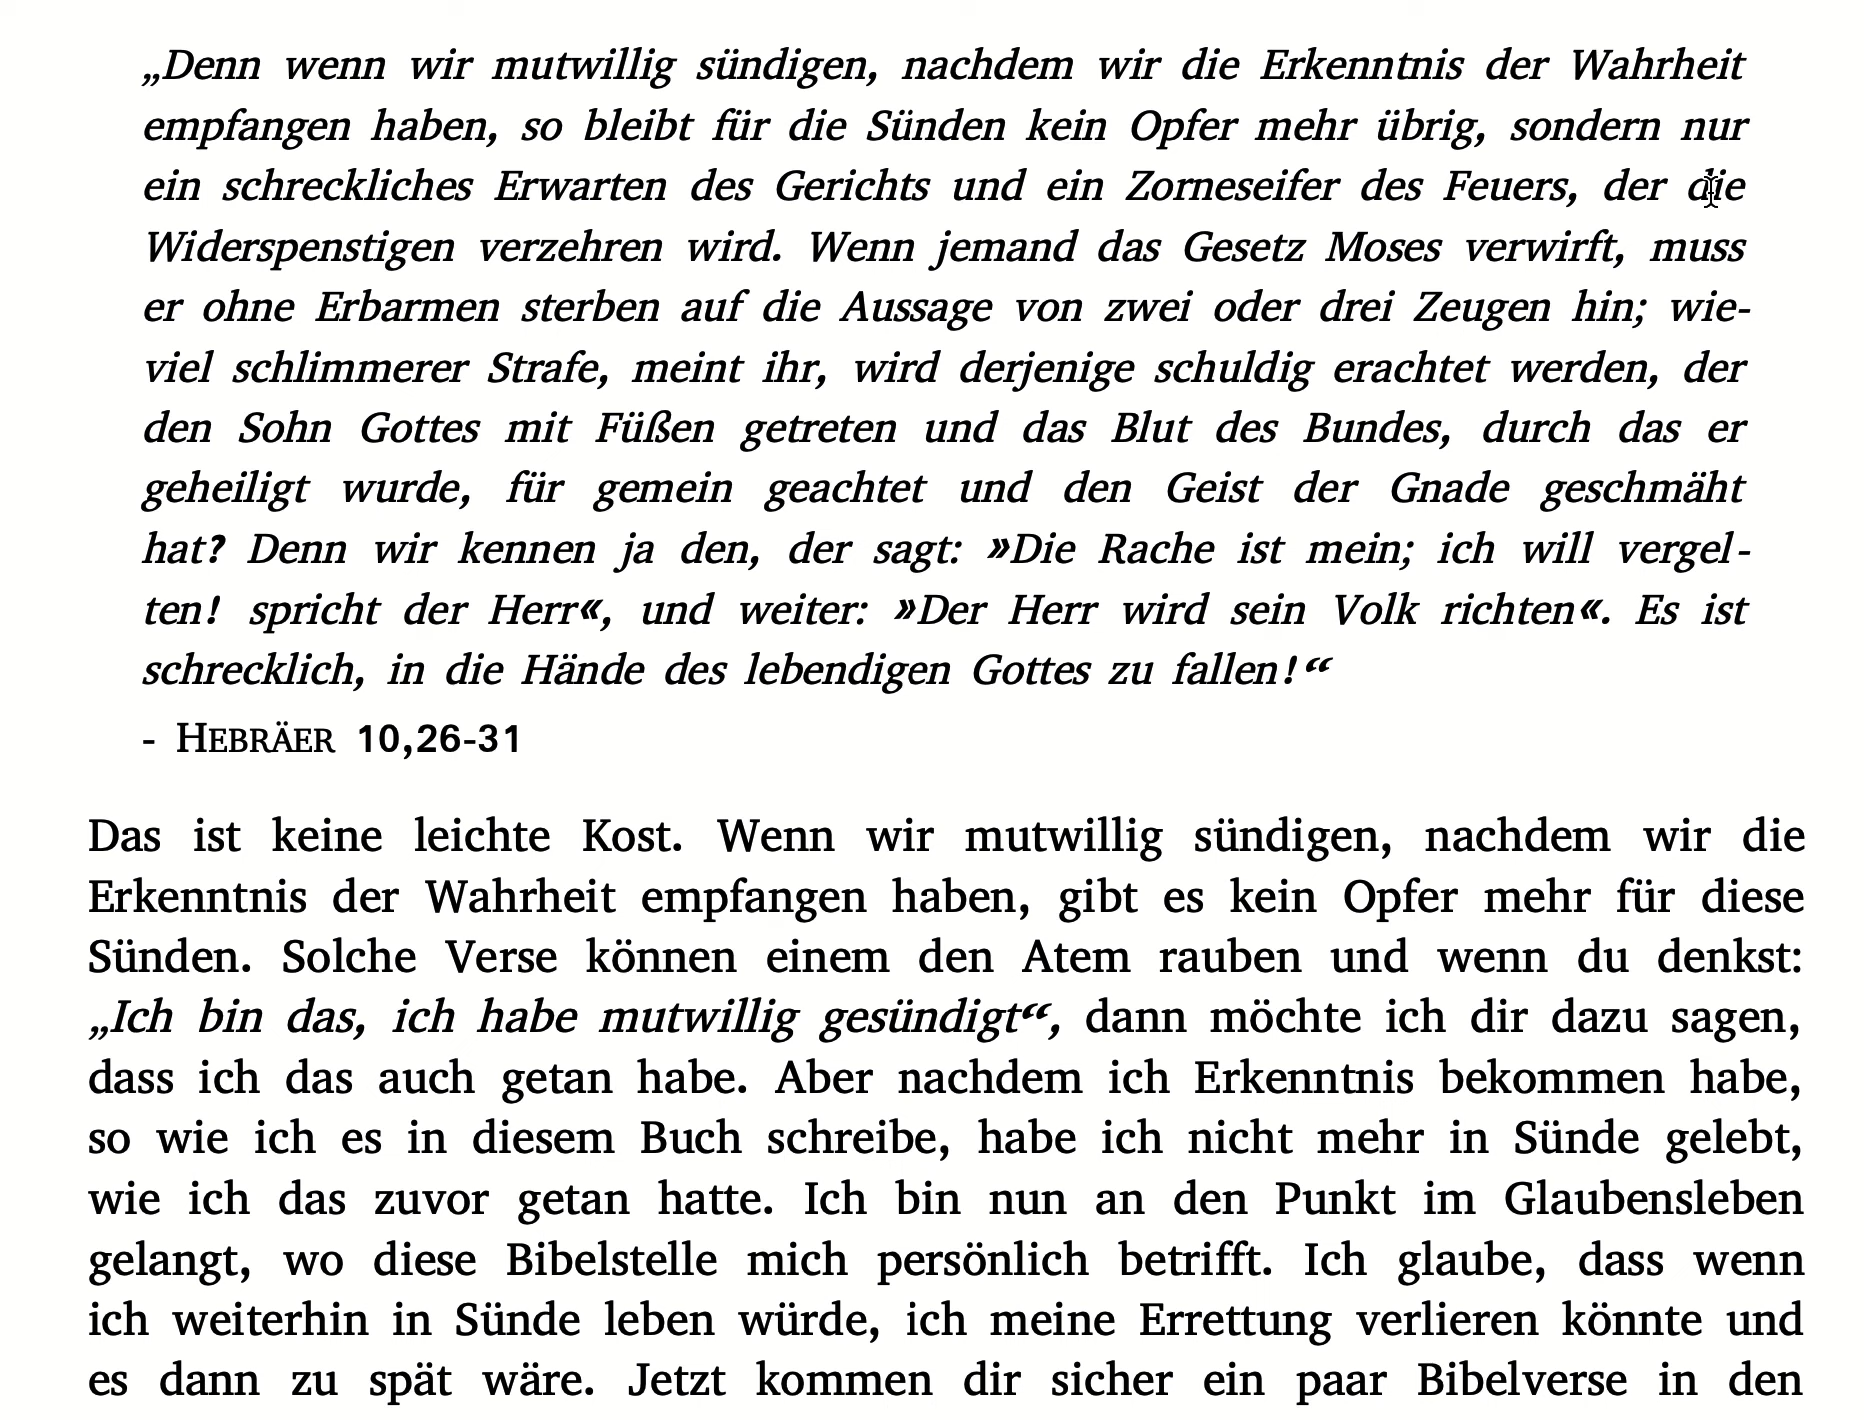 „Denn wenn wir mutwillig sündigen, nachdem wir die Erkenntnis der Wahrheit
empfangen haben, so bleibt für die Sünden kein Opfer mehr übrig, sondern nur
ein schreckliches Erwarten des Gerichts und ein Zorneseifer des Feuers, der die
Widerspenstigen verzehren wird. Wenn jemand das Gesetz Moses verwirft, muss
er ohne Erbarmen sterben auf die Aussage von zwei oder drei Zeugen hin; wie-
viel schlimmerer Strafe, meint ihr, wird derjenige schuldig erachtet werden, der
den Sohn Gottes mit Füßen getreten und das Blut des Bundes, durch das er
geheiligt wurde, für gemein geachtet und den Geist der Gnade geschmäht
hat? Denn wir kennen ja den, der sagt: »Die Rache ist mein; ich will vergel-
ten! spricht der Herr«, und weiter: »Der Herr wird sein Volk richten«. Es ist
schrecklich, in die Hände des lebendigen Gottes zu fallen!“
- HEBRÄER 10,26-31
Das ist keine leichte Kost. Wenn wir mutwillig sündigen, nachdem wir die
Erkenntnis der Wahrheit empfangen haben, gibt es kein Opfer mehr für diese
Sünden. Solche Verse können einem den Atem rauben und wenn du denkst:
„Ich bin das, ich habe mutwillig gesündigt“, dann möchte ich dir dazu sagen,
dass ich das auch getan habe. Aber nachdem ich Erkenntnis bekommen habe,
so wie ich es in diesem Buch schreibe, habe ich nicht mehr in Sünde gelebt,
wie ich das zuvor getan hatte. Ich bin nun an den Punkt im Glaubensleben
gelangt, wo diese Bibelstelle mich persönlich betrifft. Ich glaube, dass wenn
ich weiterhin in Sünde leben würde, ich meine Errettung verlieren könnte und
es dann zu spät wäre. Jetzt kommen dir sicher ein paar Bibelverse in den